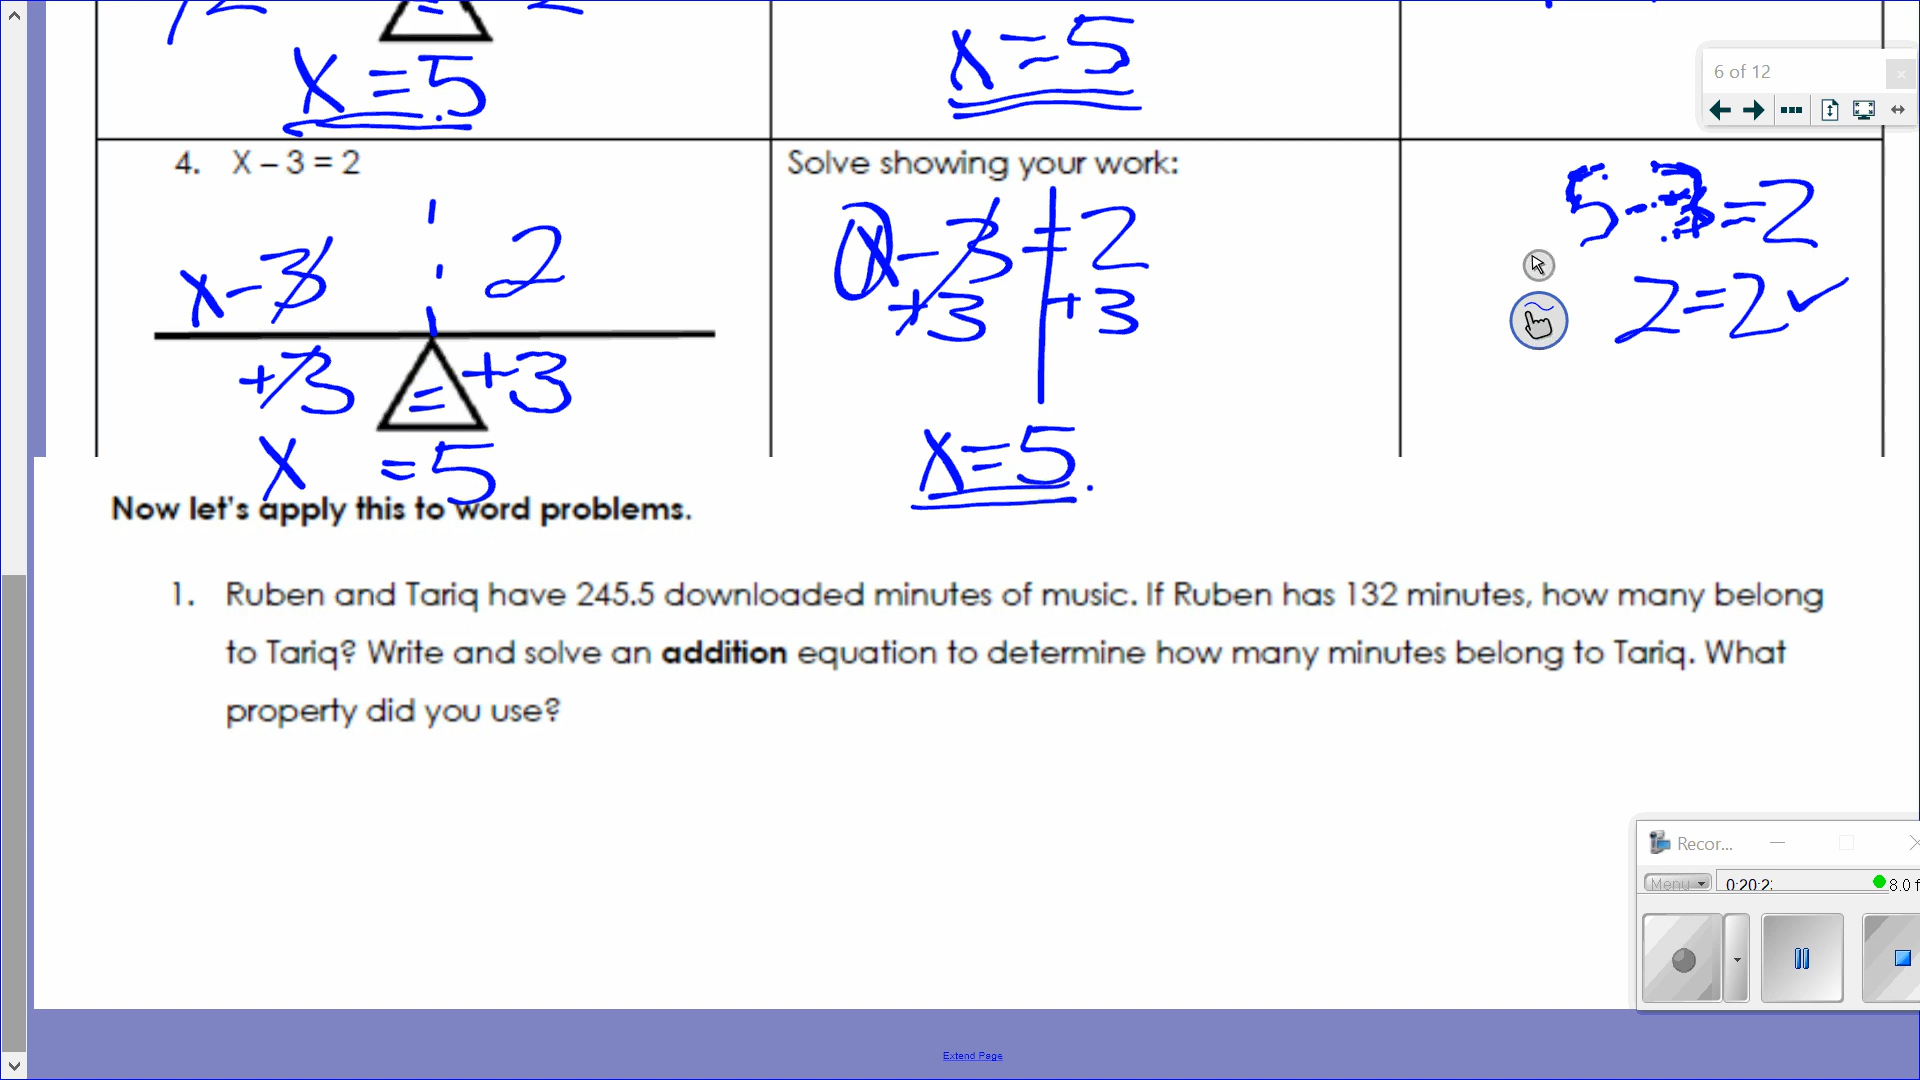 x = 5
x = 5
6 of 12
4. X – 3 = 2
Solve showing your work:
x - 3 2
+3 = +3
x = 5
x - 3 = 2
+3 +3
x = 5.
5 - 3 = 2
2 = 2 ✓
Now let's apply this to word problems.
1. Ruben and Tariq have 245.5 downloaded minutes of music. If Ruben has 132 minutes, how many belong
to Tariq? Write and solve an addition equation to determine how many minutes belong to Tariq. What
property did you use?
Recor...
Menu 0:20:2 8.0 f
Extend Page